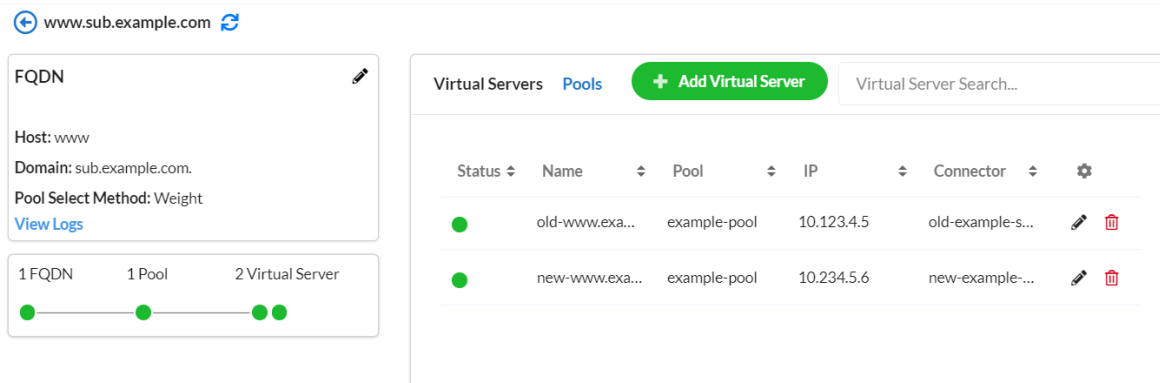 www.sub.example.com
FQDN
Host: www
Domain: sub.example.com.
Pool Select Method: Weight
View Logs
1 FQDN 1 Pool 2 Virtual Server
Virtual Servers Pools + Add Virtual Server Virtual Server Search...
Status Name Pool IP Connector
old-www.exa... example-pool 10.123.4.5 old-example-s...
new-www.exa... example-pool 10.234.5.6 new-example-...